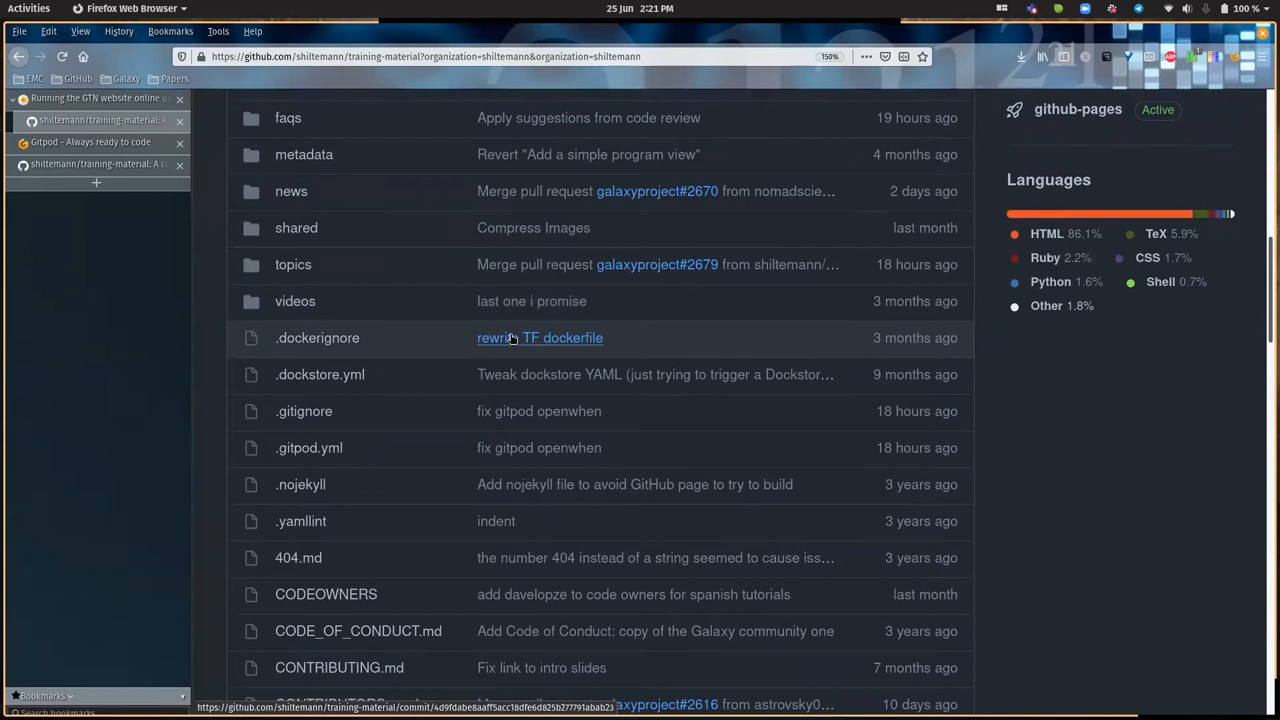 Activities Firefox Web Browser 25 Jun 2:21 PM 100 %
File Edit View History Bookmarks Tools Help
https://github.com/shiltemann/training-material?organization=shiltemann&organization=shiltemann 150%
EMC GitHub Galaxy Papers
Running the GTN website online u
shiltemann/training-material: A
Gitpod - Always ready to code
shiltemann/training-material: A c
faqs Apply suggestions from code review 19 hours ago
metadata Revert "Add a simple program view" 4 months ago
news Merge pull request galaxyproject#2670 from nomadscie… 2 days ago
shared Compress Images last month
topics Merge pull request galaxyproject#2679 from shiltemann/… 18 hours ago
videos last one i promise 3 months ago
.dockerignore TF dockerfile 3 months ago
.dockstore.yml Tweak dockstore YAML (just trying to trigger a Dockstor… 9 months ago
.gitignore fix gitpod openwhen 18 hours ago
.gitpod.yml fix gitpod openwhen 18 hours ago
.nojekyll Add nojekyll file to avoid GitHub page to try to build 3 years ago
.yamllint indent 3 years ago
404.md the number 404 instead of a string seemed to cause iss… 3 years ago
CODEOWNERS add davelopze to code owners for spanish tutorials last month
CODE_OF_CONDUCT.md Add Code of Conduct: copy of the Galaxy community one 3 years ago
CONTRIBUTING.md Fix link to intro slides 7 months ago
galaxyproject#2616 from astrovsky0… 10 days ago
github-pages Active
Languages
HTML 86.1% TeX 5.9%
Ruby 2.2% CSS 1.7%
Python 1.6% Shell 0.7%
Other 1.8%
Bookmarks
Search bookmarks
https://github.com/shiltemann/training-material/commit/4d9fdabe8aaff5acc18dfe6d825b277791abab23